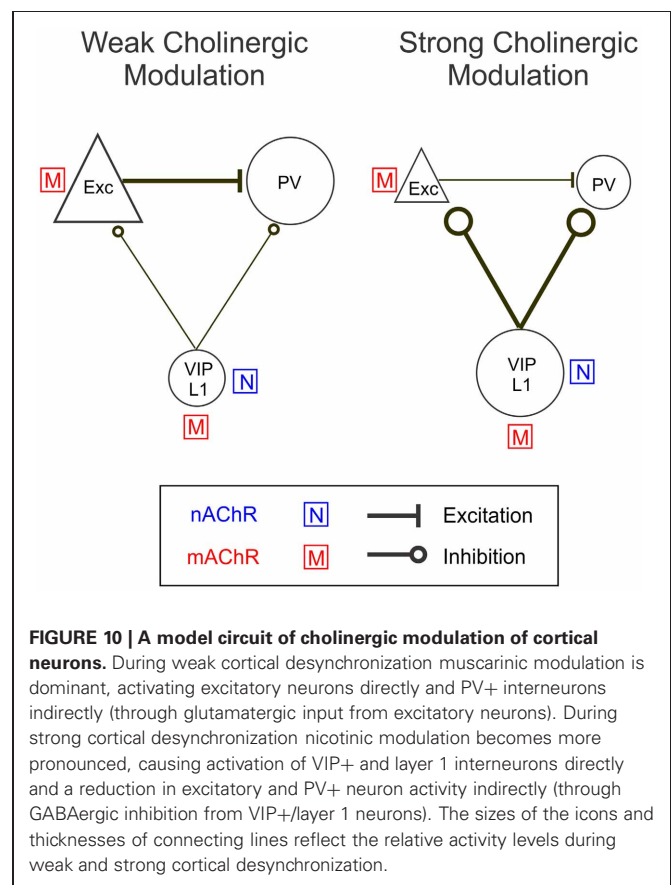 Weak Cholinergic
Modulation
Strong Cholinergic
Modulation
M
Exc
PV
VIP
L1
N
M
M
Exc
PV
VIP
L1
N
M
nAChR N Excitation
mAChR M Inhibition
FIGURE 10 | A model circuit of cholinergic modulation of cortical
neurons. During weak cortical desynchronization muscarinic modulation is
dominant, activating excitatory neurons directly and PV+ interneurons
indirectly (through glutamatergic input from excitatory neurons). During
strong cortical desynchronization nicotinic modulation becomes more
pronounced, causing activation of VIP+ and layer 1 interneurons directly
and a reduction in excitatory and PV+ neuron activity indirectly (through
GABAergic inhibition from VIP+/layer 1 neurons). The sizes of the icons and
thicknesses of connecting lines reflect the relative activity levels during
weak and strong cortical desynchronization.